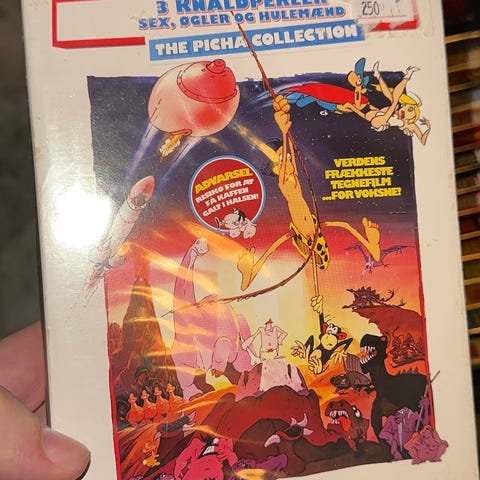 3 KNALDPERLER
SEX, OGLER OG HULEMÆND
THE PICHA COLLECTION
250
ADVARSEL
RISIKO FOR AT
FÅ KAFFEN
GALT I HALSEN!
VERDENS
FRÆKKESTE
TEGNEFILM
...FOR VOKSNE!